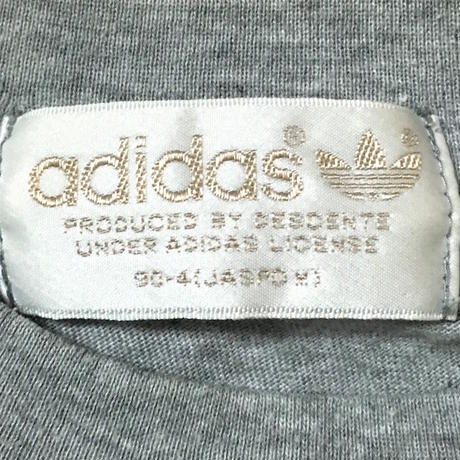 adidas®
PRODUCED BY DESCENTE
UNDER ADIDAS LICENSE
90-4(JASPO M)